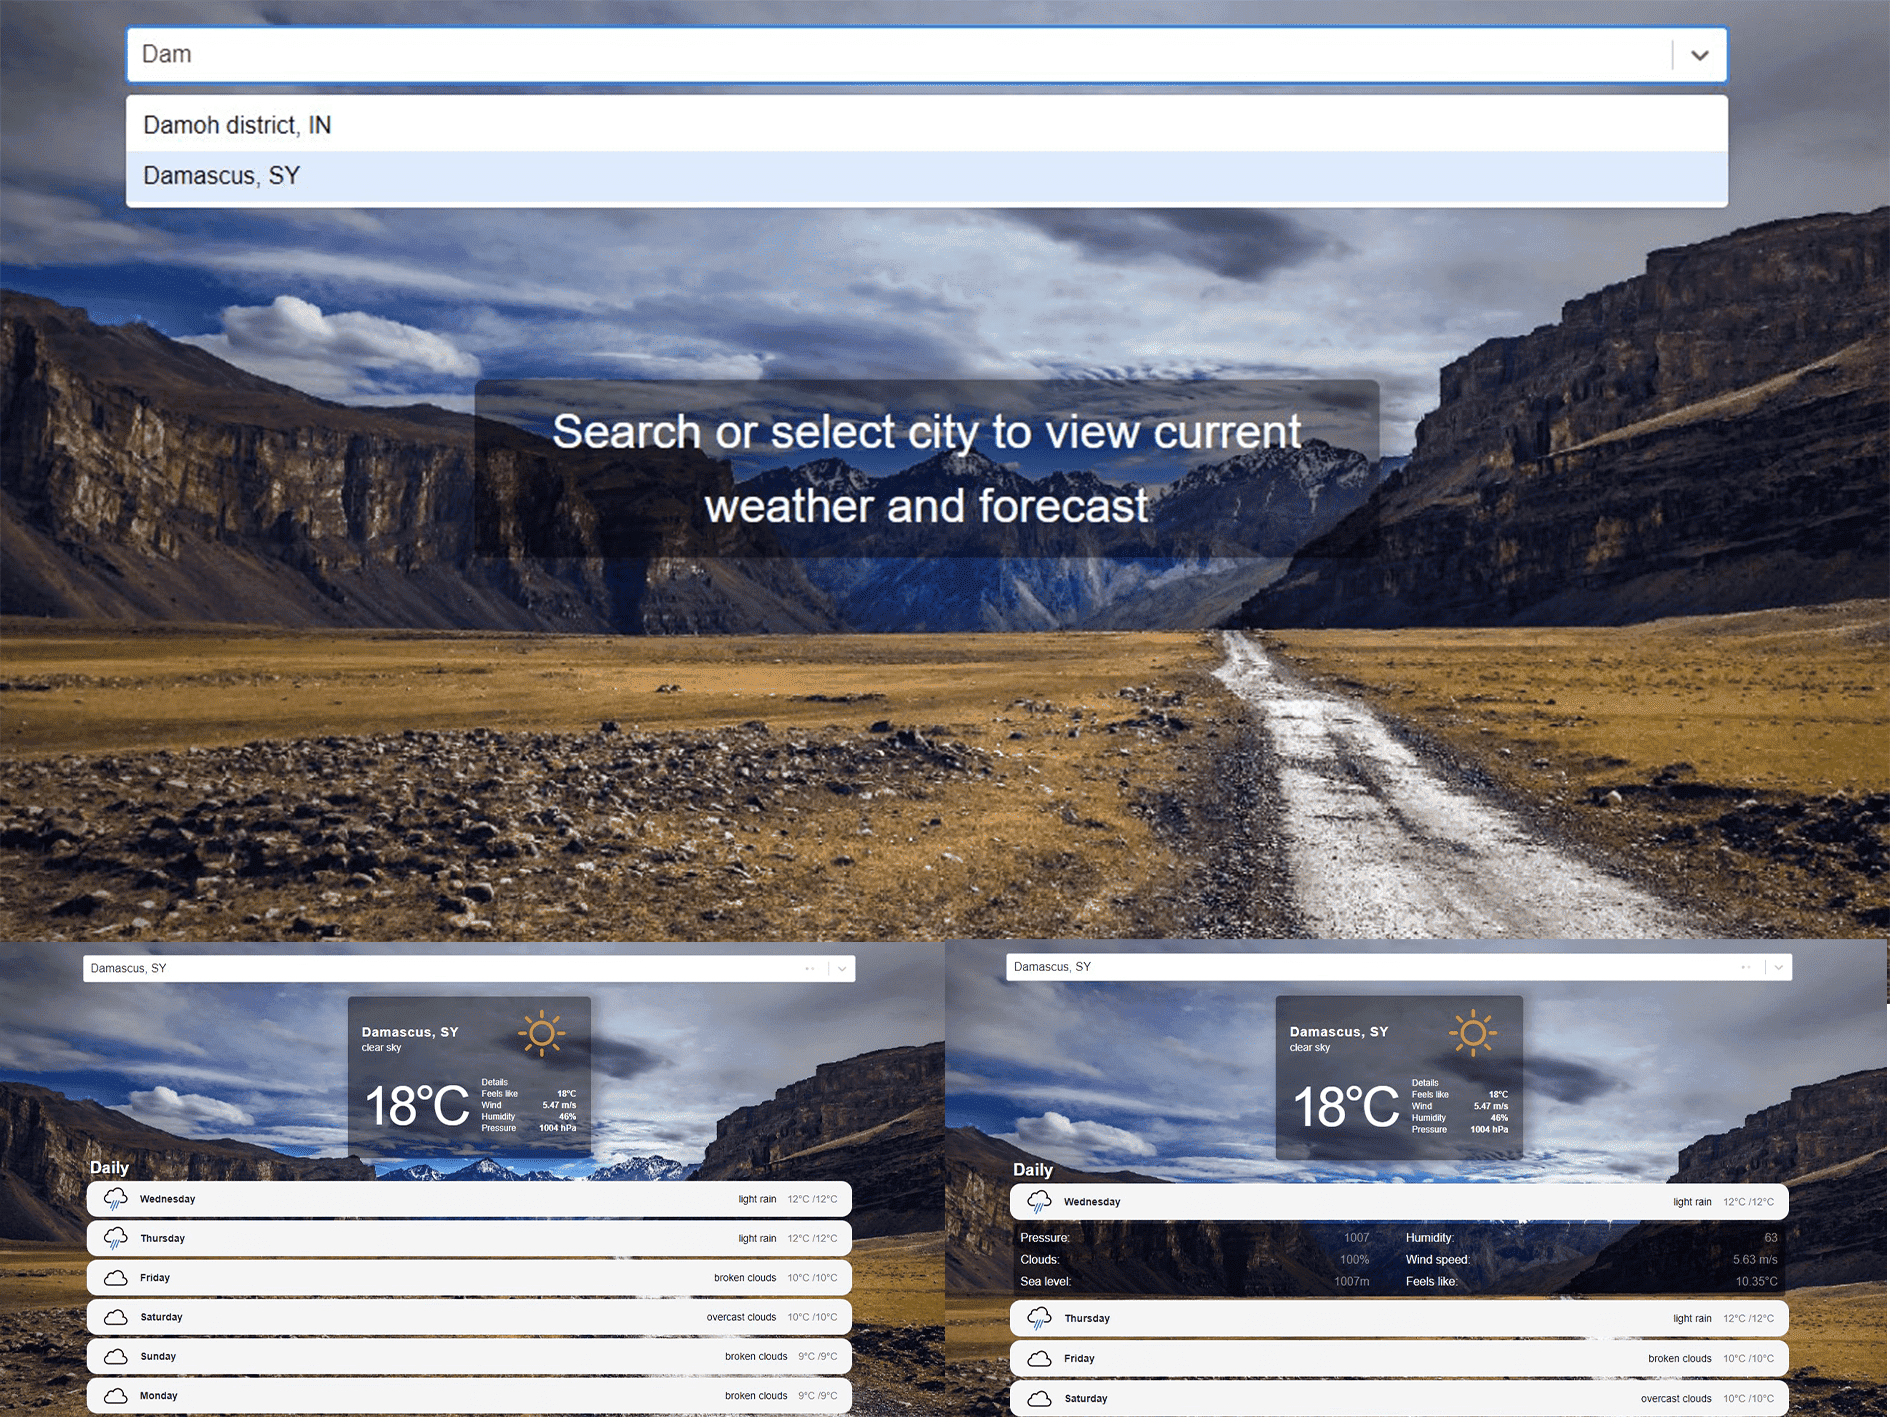 Dam
Damoh district, IN
Damascus, SY
Search or select city to view current
weather and forecast
Damascus, SY
Damascus, SY
clear sky
18°C
Details
Feels like 18°C
Wind 5.47 m/s
Humidity 46%
Pressure 1004 hPa
Daily
Wednesday light rain 12°C /12°C
Thursday light rain 12°C /12°C
Friday broken clouds 10°C /10°C
Saturday overcast clouds 10°C /10°C
Sunday broken clouds 9°C /9°C
Monday broken clouds 9°C /9°C
Damascus, SY
Damascus, SY
clear sky
18°C
Details
Feels like 18°C
Wind 5.47 m/s
Humidity 46%
Pressure 1004 hPa
Daily
Wednesday light rain 12°C /12°C
Pressure: 1007 Humidity: 63
Clouds: 100% Wind speed: 5.63 m/s
Sea level: 1007m Feels like: 10.35°C
Thursday light rain 12°C /12°C
Friday broken clouds 10°C /10°C
Saturday overcast clouds 10°C /10°C